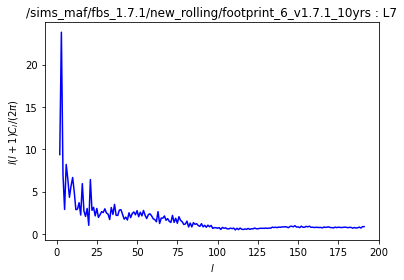 /sims_maf/fbs_1.7.1/new_rolling/footprint_6_v1.7.1_10yrs : L7
l(l + 1)C_l/(2π)
20
15
10
5
0
0 25 50 75 100 125 150 175 200
l